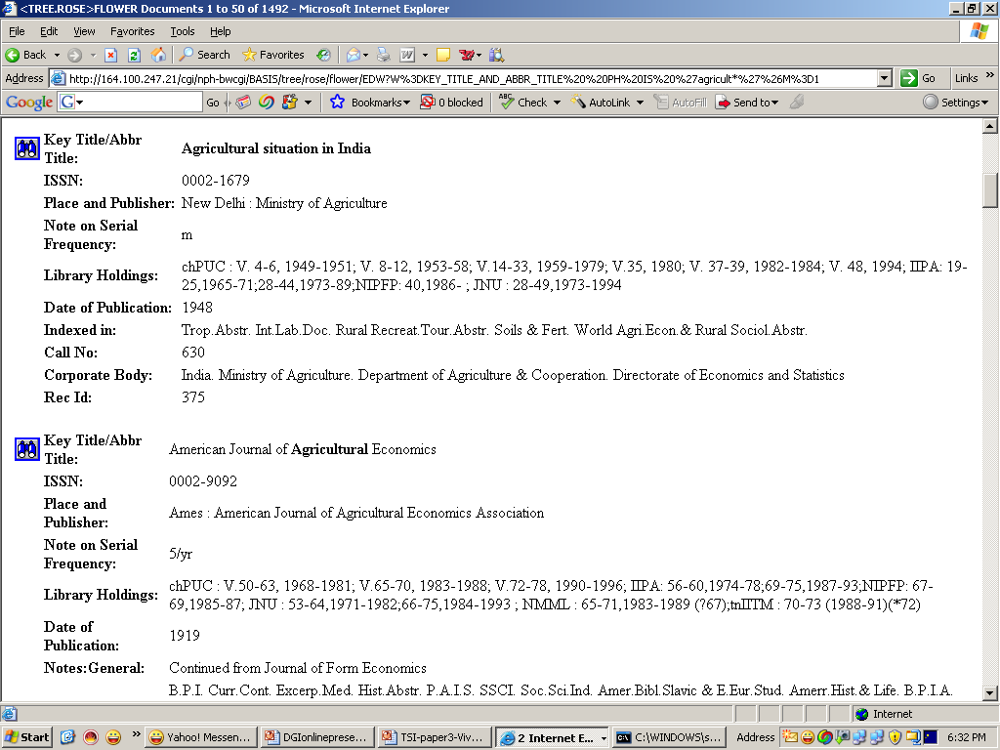 <TREE.ROSE>FLOWER Documents 1 to 50 of 1492 - Microsoft Internet Explorer
File Edit View Favorites Tools Help
Back Search Favorites
Address http://164.100.247.21/cgi/nph-bwcgi/BASIS/tree/rose/flower/EDW?W%3DKEY_TITLE_AND_ABBR_TITLE%20%20PH%20IS%20%27agricult*%27%26M%3D1 Go Links »
Google G Go Bookmarks 0 blocked ABC Check AutoLink AutoFill Send to Settings
Key Title/Abbr
Title: Agricultural situation in India
ISSN: 0002-1679
Place and Publisher: New Delhi : Ministry of Agriculture
Note on Serial
Frequency: m
Library Holdings: chPUC : V. 4-6, 1949-1951; V. 8-12, 1953-58; V.14-33, 1959-1979; V.35, 1980; V. 37-39, 1982-1984; V. 48, 1994; IIPA: 19-
25,1965-71;28-44,1973-89;NIPFP: 40,1986- ; JNU : 28-49,1973-1994
Date of Publication: 1948
Indexed in: Trop.Abstr. Int.Lab.Doc. Rural Recreat.Tour.Abstr. Soils & Fert. World Agri.Econ.& Rural Sociol.Abstr.
Call No: 630
Corporate Body: India. Ministry of Agriculture. Department of Agriculture & Cooperation. Directorate of Economics and Statistics
Rec Id: 375
Key Title/Abbr
Title: American Journal of Agricultural Economics
ISSN: 0002-9092
Place and
Publisher: Ames : American Journal of Agricultural Economics Association
Note on Serial
Frequency: 5/yr
Library Holdings: chPUC : V.50-63, 1968-1981; V.65-70, 1983-1988; V.72-78, 1990-1996; IIPA: 56-60,1974-78;69-75,1987-93;NIPFP: 67-
69,1985-87; JNU : 53-64,1971-1982;66-75,1984-1993 ; NMML : 65-71,1983-1989 (?67);tnIITM : 70-73 (1988-91)(*72)
Date of
Publication: 1919
Notes:General: Continued from Journal of Form Economics
B.P.I. Curr.Cont. Excerp.Med. Hist.Abstr. P.A.I.S. SSCI. Soc.Sci.Ind. Amer.Bibl.Slavic & E.Eur.Stud. Amerr.Hist.& Life. B.P.I.A.
Internet
Start » Yahoo! Messen... DGIonlineprese... TSI-paper3-Viv... 2 Internet E... C:\WINDOWS\s... Address » 6:32 PM